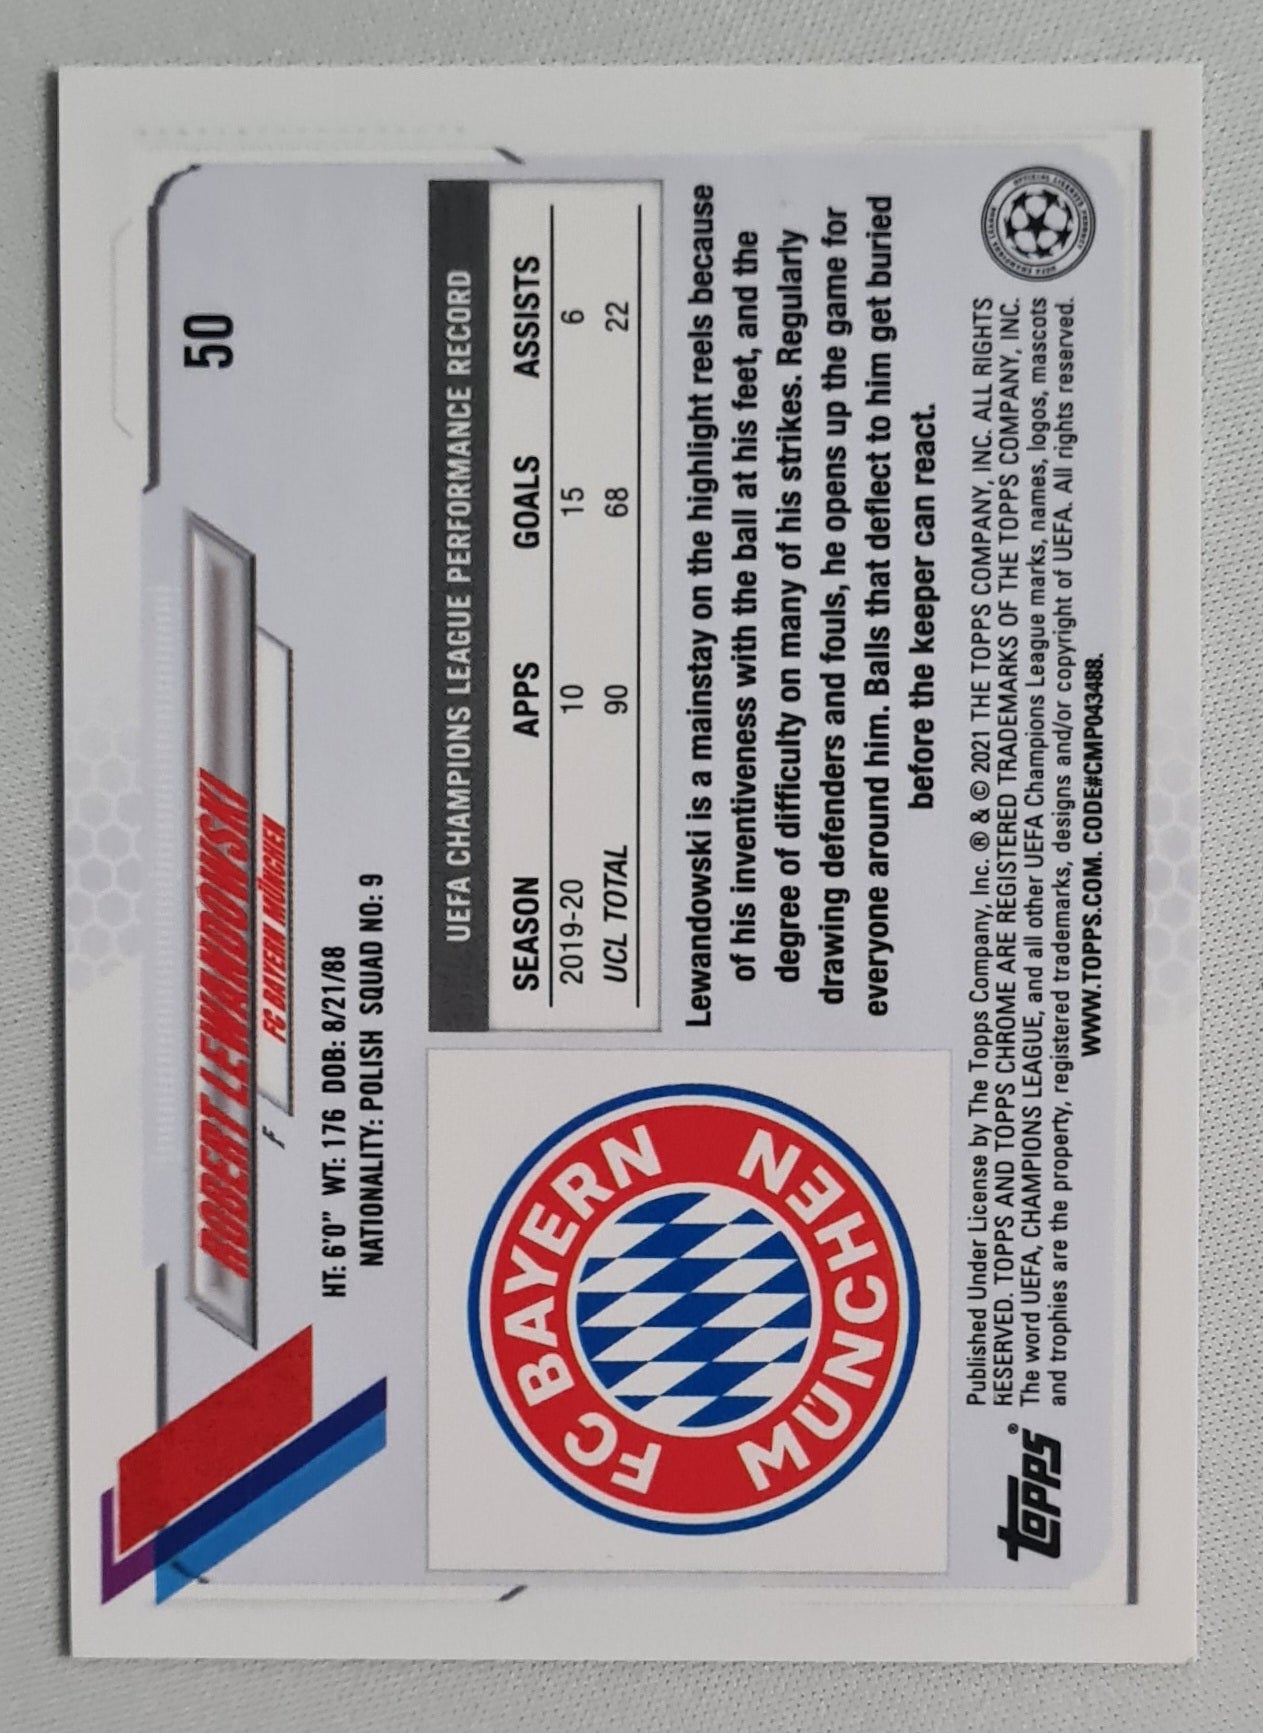 50
ROBERT LEWANDOWSKI
F FC BAYERN MÜNCHEN
HT: 6'0" WT: 176 DOB: 8/21/88
NATIONALITY: POLISH SQUAD NO: 9
FC BAYERN
MÜNCHEN
UEFA CHAMPIONS LEAGUE PERFORMANCE RECORD
SEASON APPS GOALS ASSISTS
2019-20 10 15 6
UCL TOTAL 90 68 22
Lewandowski is a mainstay on the highlight reels because
of his inventiveness with the ball at his feet, and the
degree of difficulty on many of his strikes. Regularly
drawing defenders and fouls, he opens up the game for
everyone around him. Balls that deflect to him get buried
before the keeper can react.
Topps®
Published Under License by The Topps Company, Inc. ® & © 2021 THE TOPPS COMPANY, INC. ALL RIGHTS
RESERVED. TOPPS AND TOPPS CHROME ARE REGISTERED TRADEMARKS OF THE TOPPS COMPANY, INC.
The word UEFA, CHAMPIONS LEAGUE, and all other UEFA Champions League marks, names, logos, mascots
and trophies are the property, registered trademarks, designs and/or copyright of UEFA. All rights reserved.
WWW.TOPPS.COM. CODE#CMP043488.
OFFICIAL LICENSED PRODUCT
UEFA CHAMPIONS LEAGUE